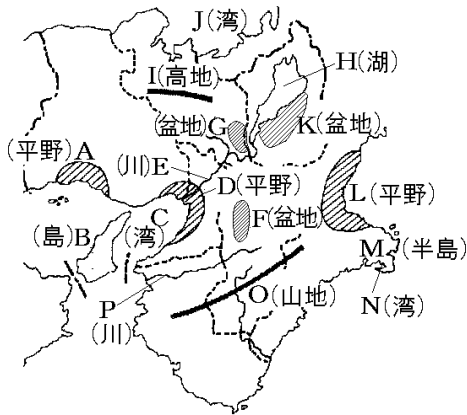 J(湾)
H(湖)
I(高地)
(盆地)G
K(盆地)
(平野)A
(川)E
D(平野)
L(平野)
C
(湾)
F(盆地)
(島)B
M(半島)
N(湾)
O(山地)
P
(川)